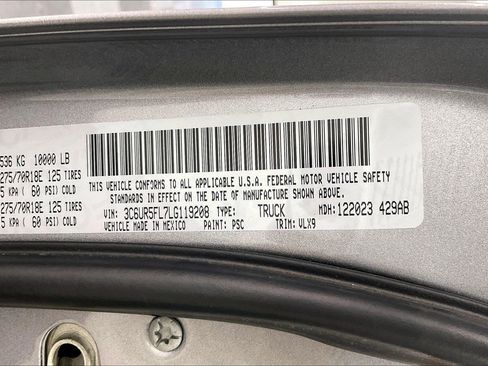 536 KG 10000 LB
275/70R18E 125 TIRES
5 KPA ( 60 PSI) COLD
275/70R18E 125 TIRES
5 KPA ( 60 PSI) COLD
THIS VEHICLE CONFORMS TO ALL APPLICABLE U.S.A. FEDERAL MOTOR VEHICLE SAFETY
STANDARDS IN EFFECT ON THE DATE OF MANUFACTURE SHOWN ABOVE.
VIN: 3C6UR5FL7LG119208 TRUCK MDH: 122023 429AB
VEHICLE MADE IN MEXICO PAINT: PSC TRIM: VLX9